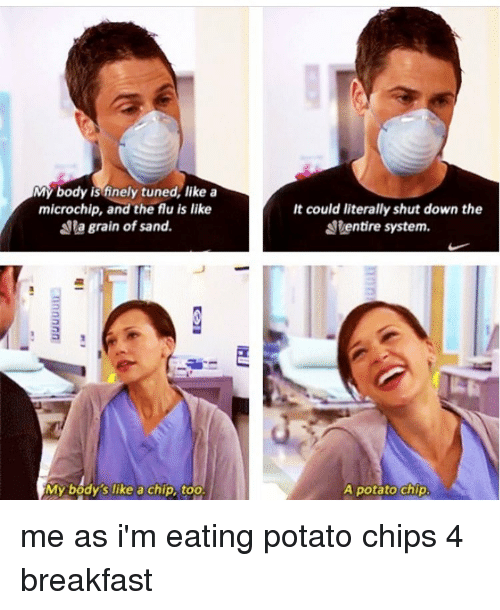 My body is finely tuned, like a
microchip, and the flu is like
a grain of sand.
It could literally shut down the
entire system.
My body's like a chip, too.
A potato chip.
me as i'm eating potato chips 4
breakfast